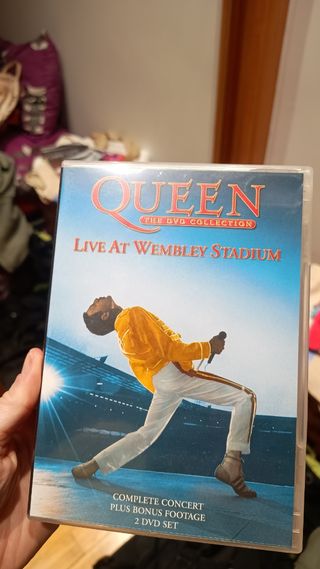 QUEEN
THE DVD COLLECTION
LIVE AT WEMBLEY STADIUM
COMPLETE CONCERT
PLUS BONUS FOOTAGE
2 DVD SET